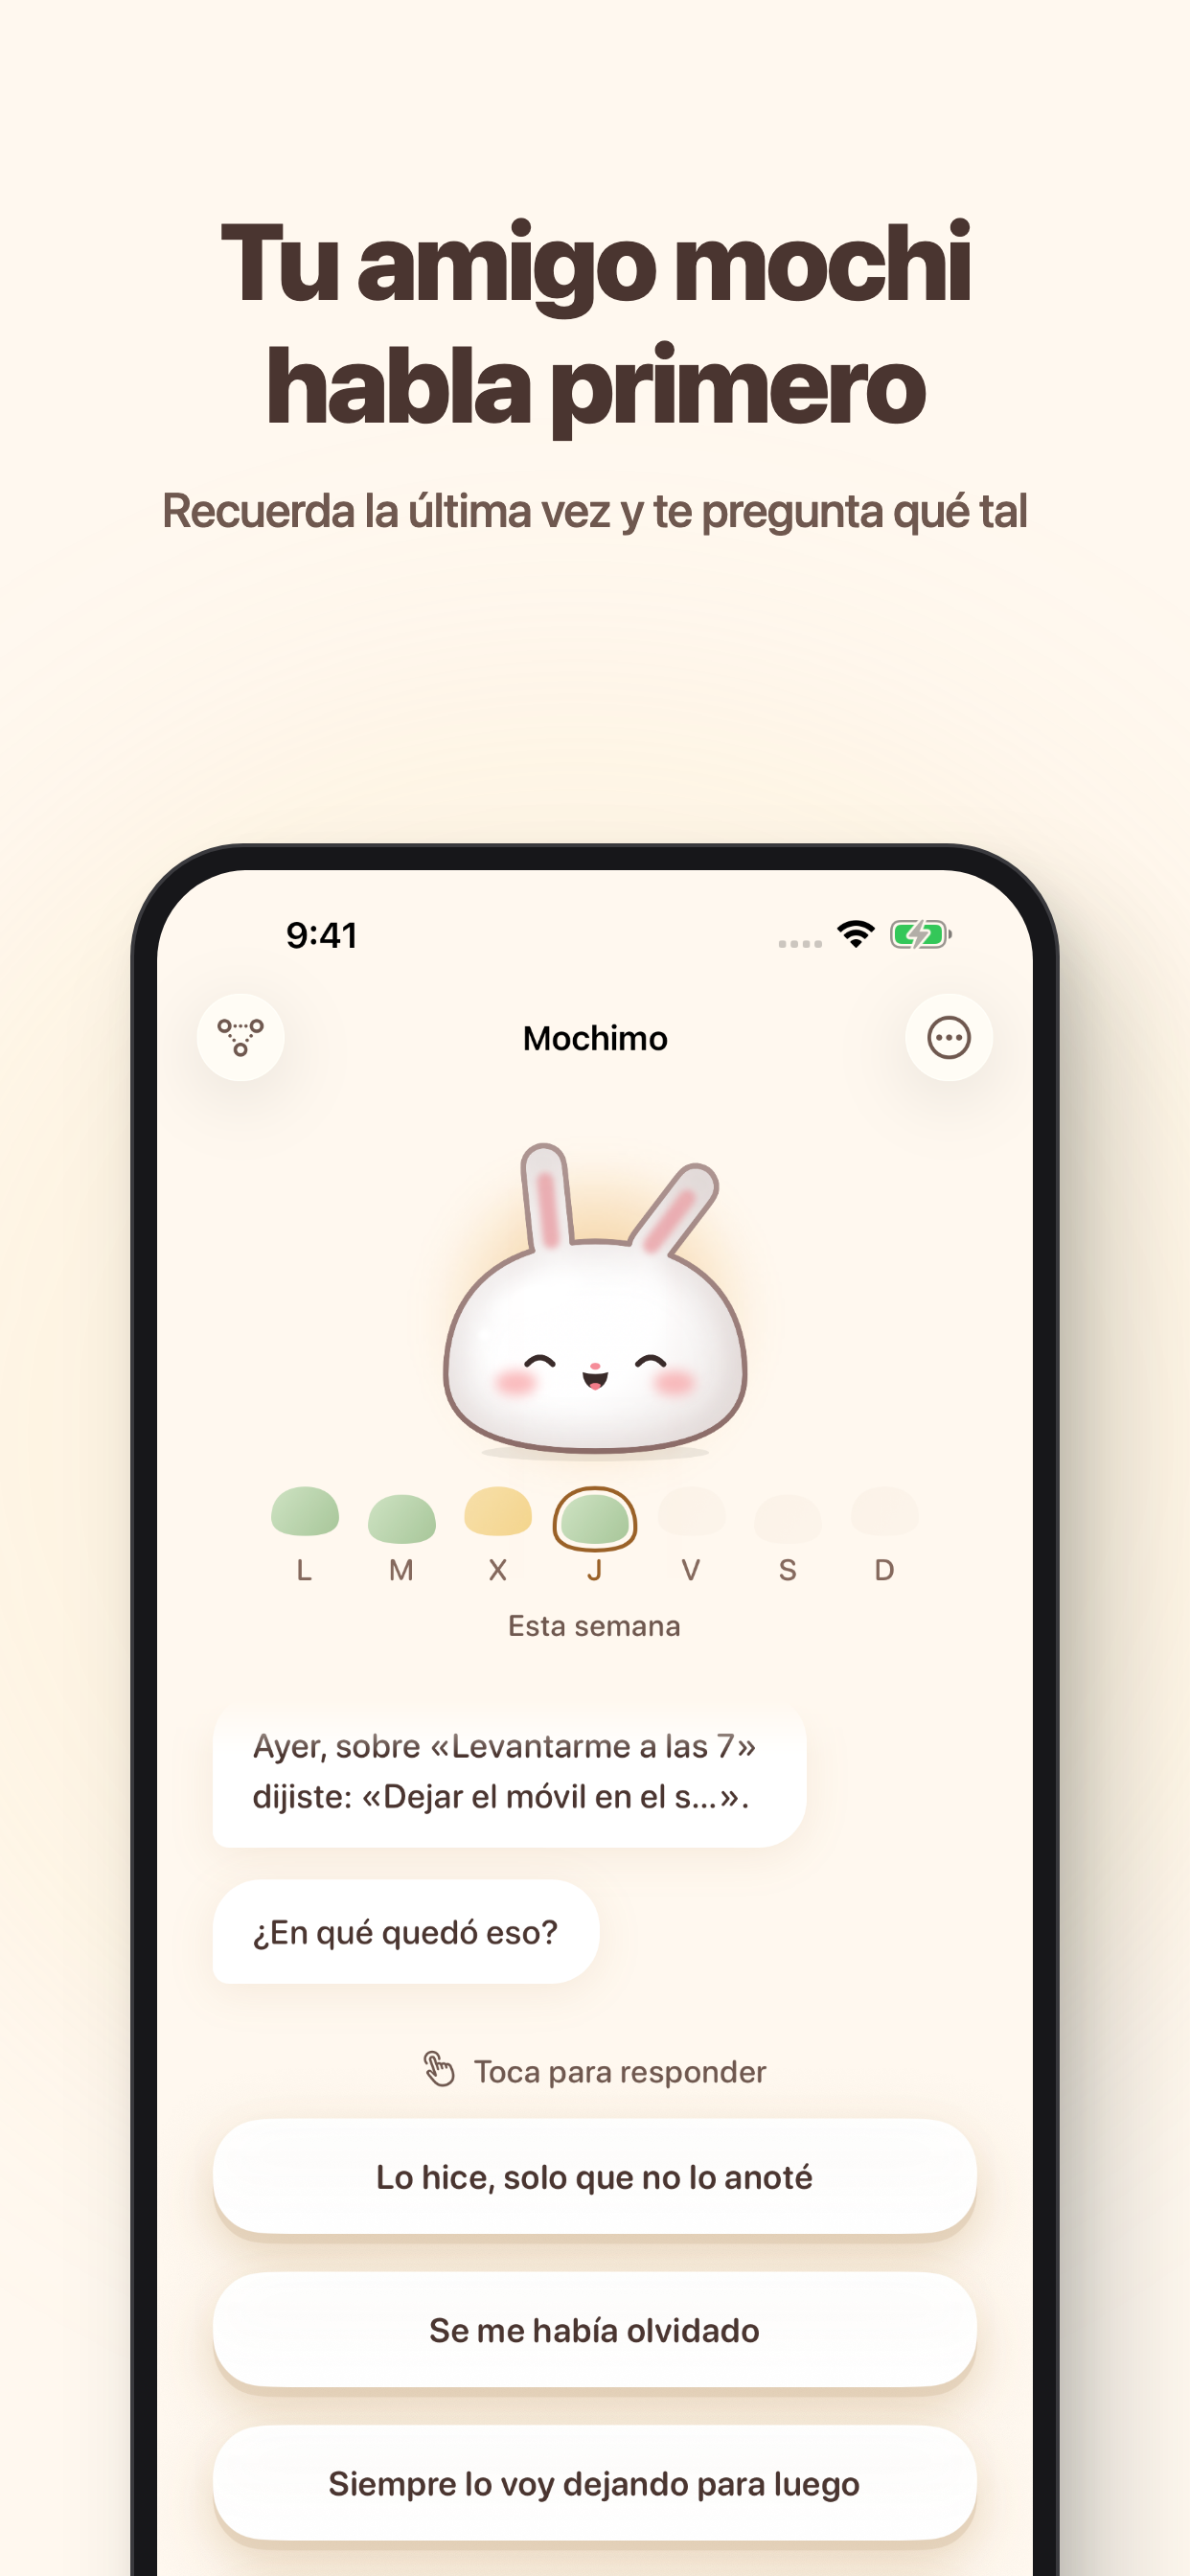 Tu amigo mochi
habla primero
Recuerda la última vez y te pregunta qué tal
9:41
Mochimo
L M X J V S D
Esta semana
Ayer, sobre «Levantarme a las 7»
dijiste: «Dejar el móvil en el s...».
¿En qué quedó eso?
Toca para responder
Lo hice, solo que no lo anoté
Se me había olvidado
Siempre lo voy dejando para luego